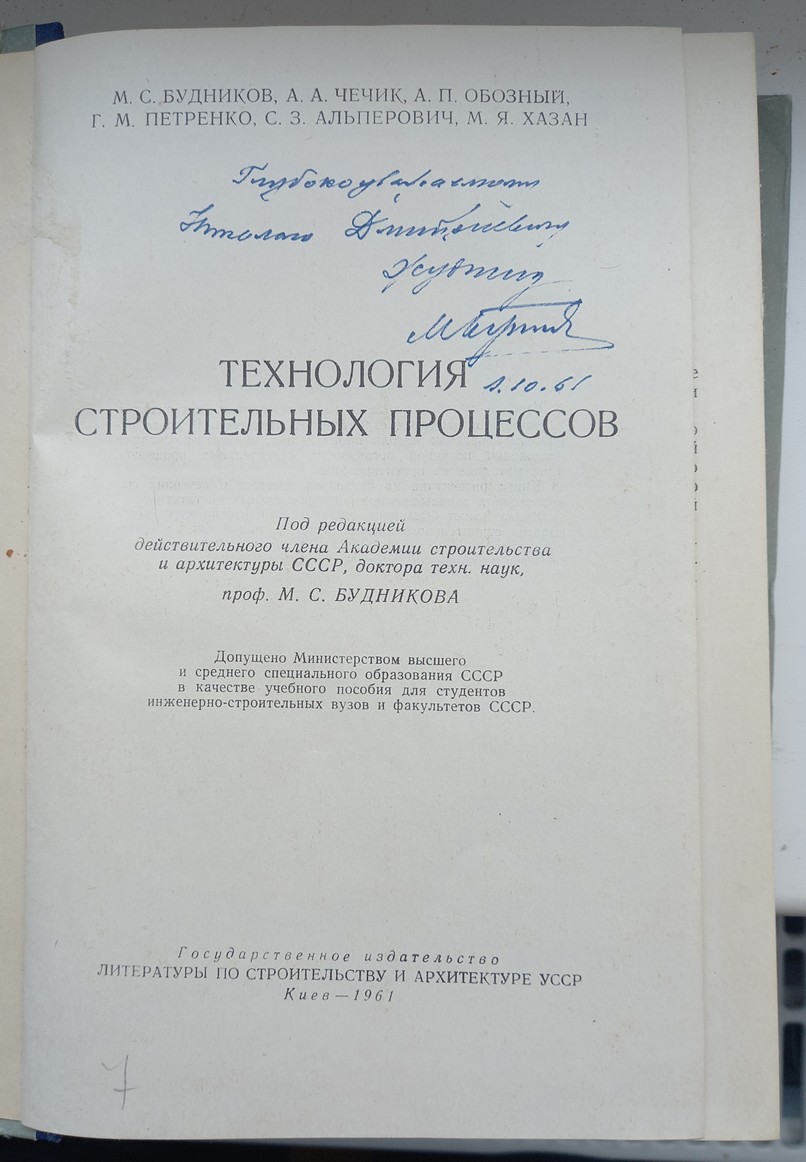 М. С. БУДНИКОВ, А. А. ЧЕЧИК, А. П. ОБОЗНЫЙ,
Г. М. ПЕТРЕНКО, С. З. АЛЬПЕРОВИЧ, М. Я. ХАЗАН
Глубокоуважаемому
Николаю Дмитриевичу
1.10.61
ТЕХНОЛОГИЯ
СТРОИТЕЛЬНЫХ ПРОЦЕССОВ
Под редакцией
действительного члена Академии строительства
и архитектуры СССР, доктора техн. наук,
проф. М. С. БУДНИКОВА
Допущено Министерством высшего
и среднего специального образования СССР
в качестве учебного пособия для студентов
инженерно-строительных вузов и факультетов СССР.
Государственное издательство
ЛИТЕРАТУРЫ ПО СТРОИТЕЛЬСТВУ И АРХИТЕКТУРЕ УССР
Киев — 1961
7